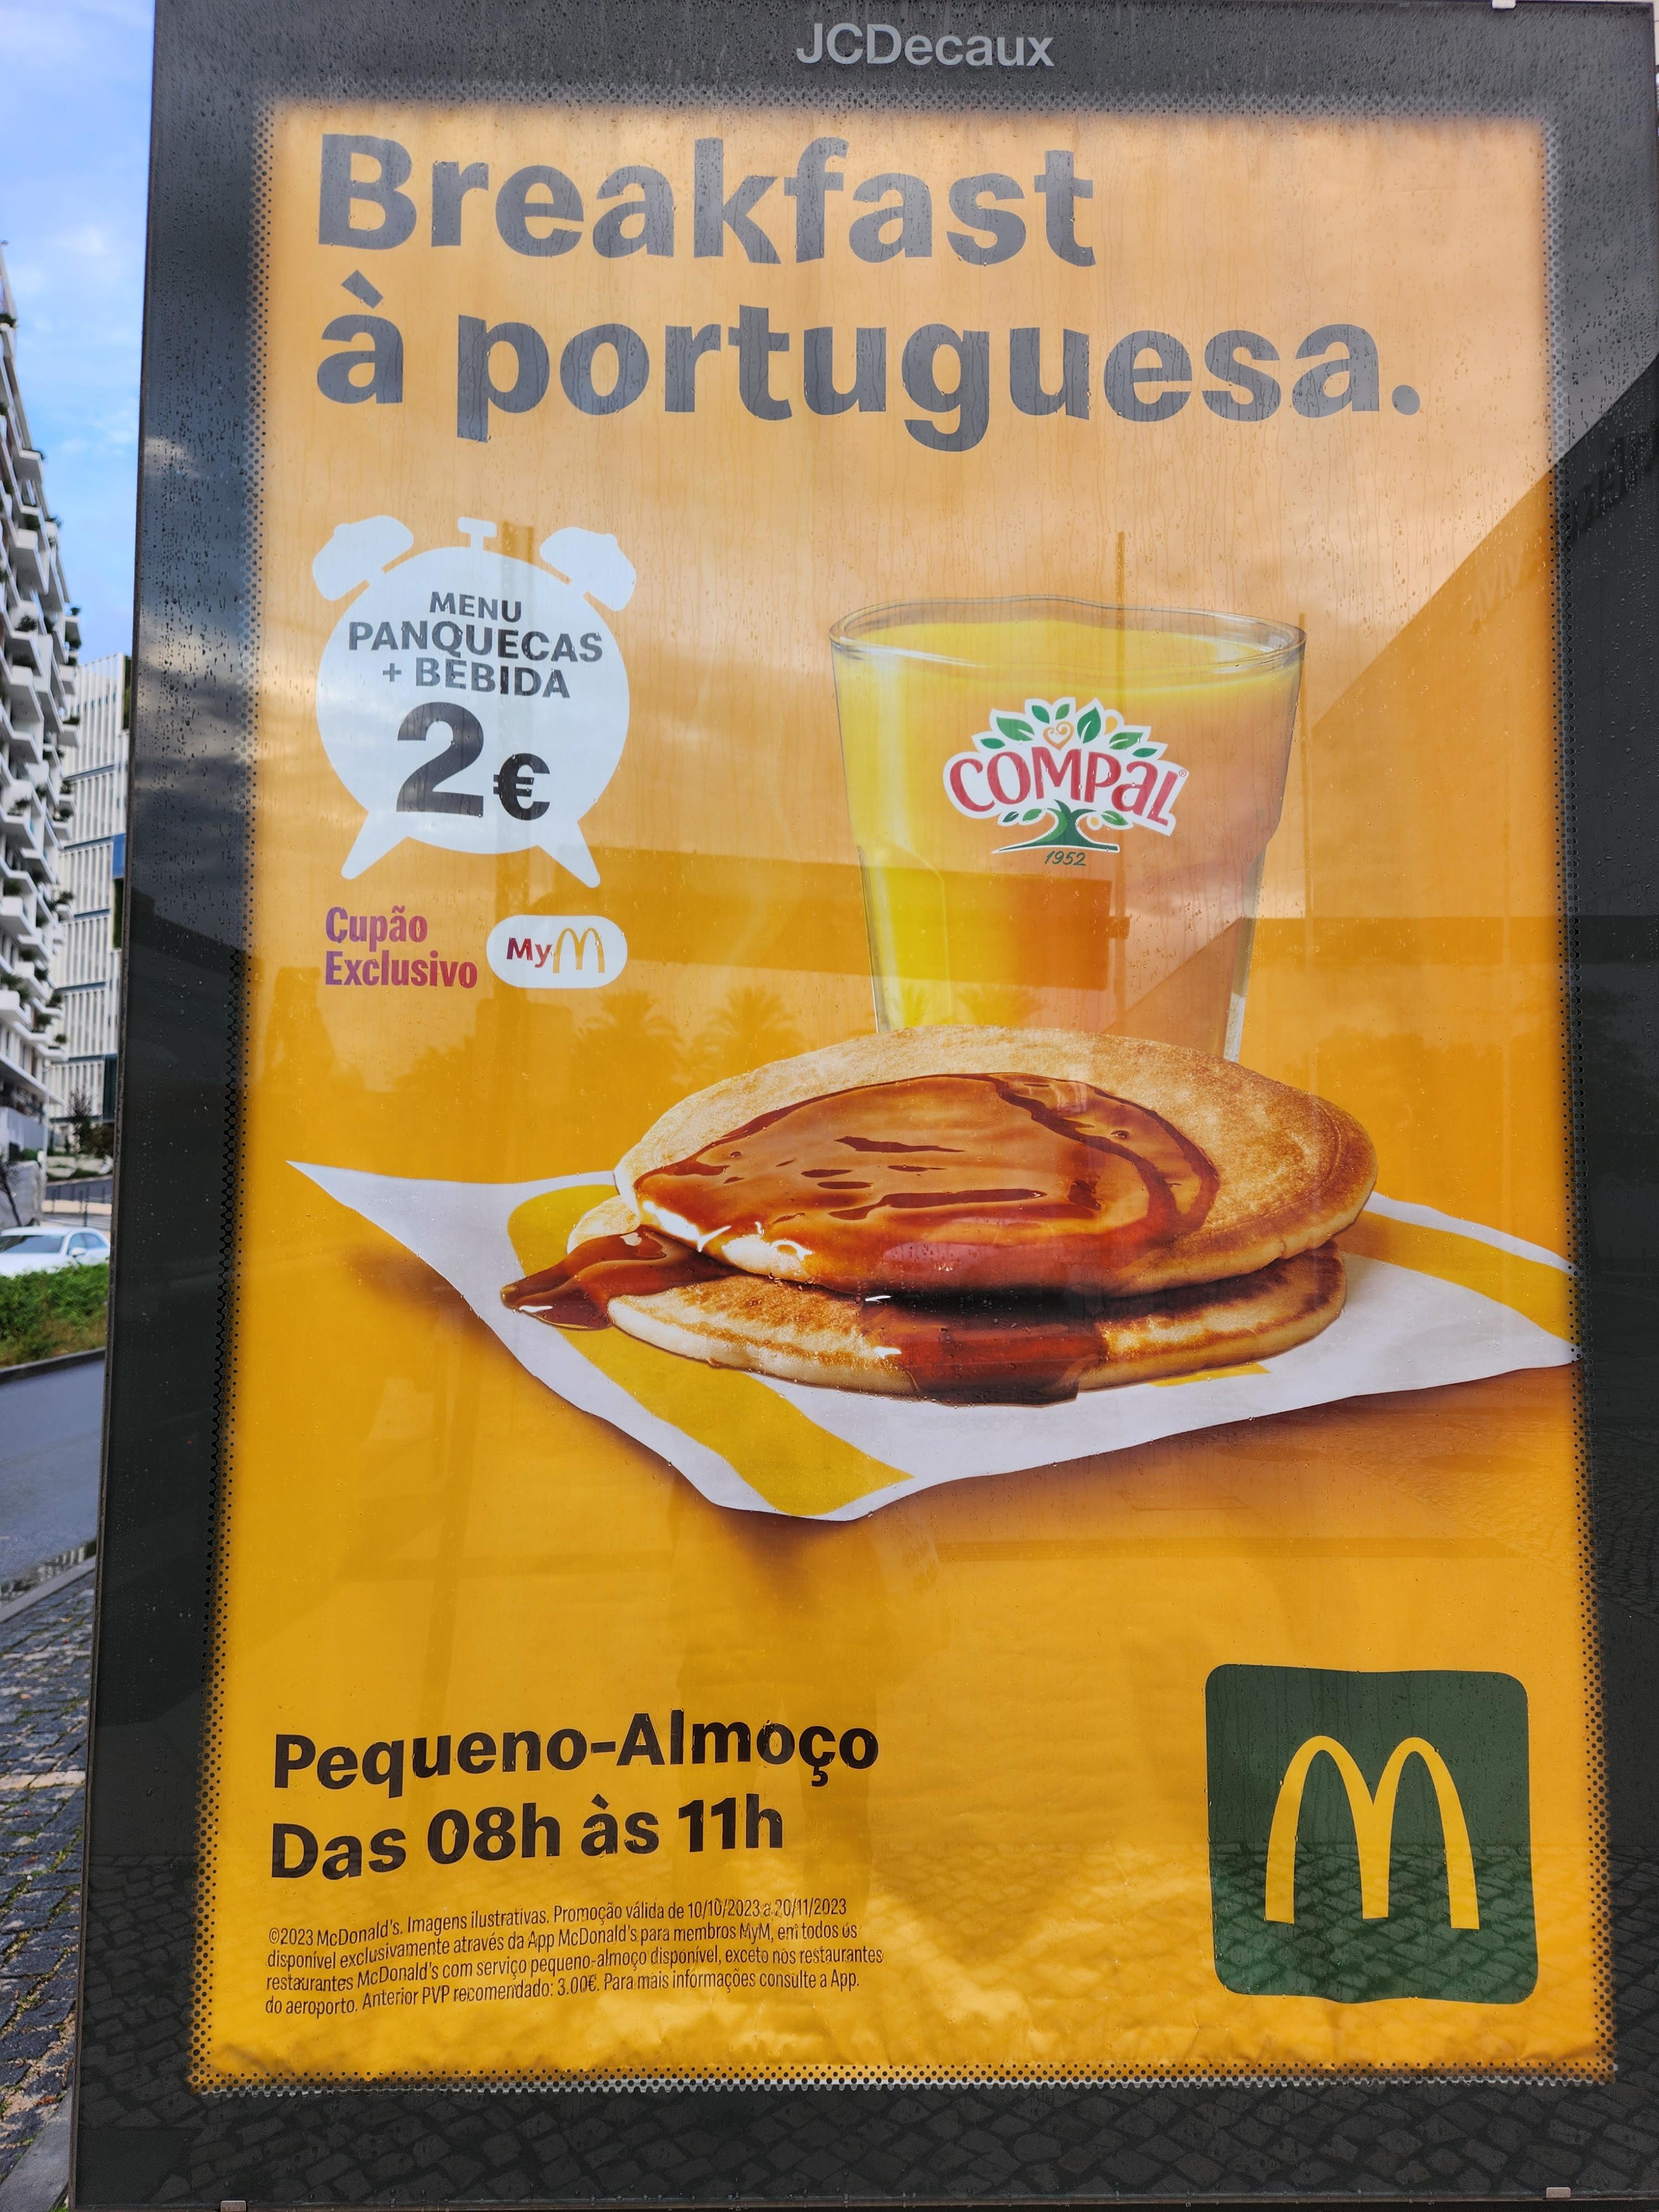 JCDecaux
Breakfast
à portuguesa.
MENU
PANQUECAS
+ BEBIDA
2€
Cupão
Exclusivo
My
COMPAL®
1952
Pequeno-Almoço
Das 08h às 11h
©2023 McDonald's. Imagens ilustrativas. Promoção válida de 10/10/2023 a 20/11/2023
disponível exclusivamente através da App McDonald's para membros MyM, em todos os
restaurantes McDonald's com serviço pequeno-almoço disponível, exceto nos restaurantes
do aeroporto. Anterior PVP recomendado: 3.00€. Para mais informações consulte a App.